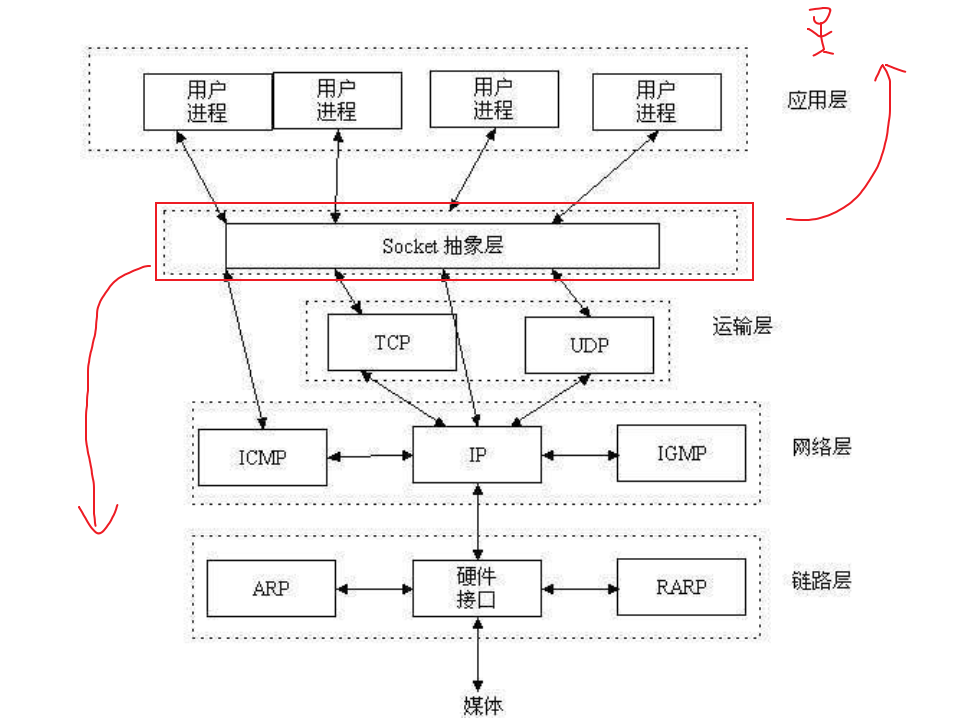 用户
进程
用户
进程
用户
进程
用户
进程
应用层
Socket 抽象层
TCP
UDP
运输层
ICMP
IP
IGMP
网络层
ARP
硬件
接口
RARP
链路层
媒体